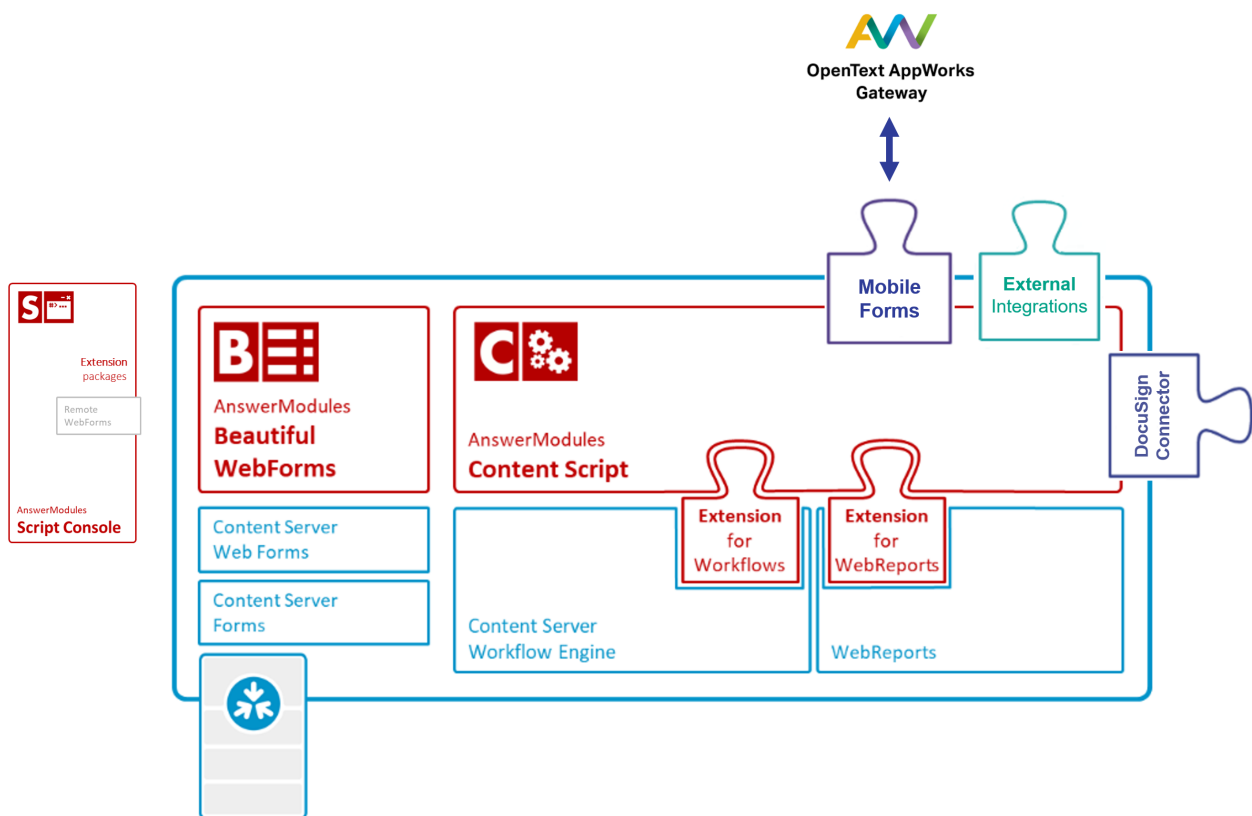 OpenText AppWorks
Gateway
Mobile
Forms
External
Integrations
DocuSign
Connector
S
#>...
Extension
packages
Remote
WebForms
AnswerModules
Script Console
B
AnswerModules
Beautiful
WebForms
C
AnswerModules
Content Script
Extension
for
Workflows
Extension
for
WebReports
Content Server
Web Forms
Content Server
Forms
Content Server
Workflow Engine
WebReports